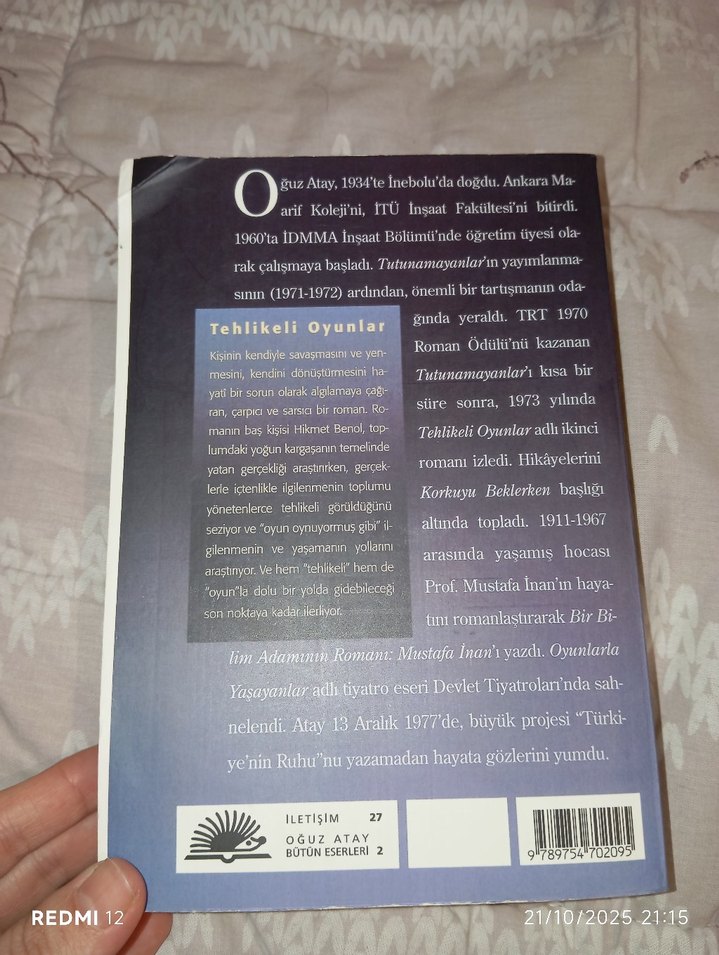 Oğuz Atay, 1934'te İnebolu'da doğdu. Ankara Ma-
arif Koleji'ni, İTÜ İnşaat Fakültesi'ni bitirdi.
1960'ta İDMMA İnşaat Bölümü'nde öğretim üyesi ola-
rak çalışmaya başladı. Tutunamayanlar'ın yayımlanma-
sının (1971-1972) ardından, önemli bir tartışmanın oda-
ğında yeraldı. TRT 1970
Roman Ödülü'nü kazanan
Tutunamayanlar'ı kısa bir
süre sonra, 1973 yılında
Tehlikeli Oyunlar adlı ikinci
romanı izledi. Hikâyelerini
Korkuyu Beklerken başlığı
altında topladı. 1911-1967
arasında yaşamış hocası
Prof. Mustafa İnan'ın haya-
tını romanlaştırarak Bir Bi-
lim Adamının Romanı: Mustafa İnan'ı yazdı. Oyunlarla
Yaşayanlar adlı tiyatro eseri Devlet Tiyatroları'nda sah-
nelendi. Atay 13 Aralık 1977'de, büyük projesi "Türki-
ye'nin Ruhu"nu yazamadan hayata gözlerini yumdu.
Tehlikeli Oyunlar
Kişinin kendiyle savaşmasını ve yen-
mesini, kendini dönüştürmesini ha-
yatî bir sorun olarak algılamaya çağı-
ran, çarpıcı ve sarsıcı bir roman. Ro-
manın baş kişisi Hikmet Benol, top-
lumdaki yoğun kargaşanın temelinde
yatan gerçekliği araştırırken, gerçek-
lerle içtenlikle ilgilenmenin toplumu
yönetenlerce tehlikeli görüldüğünü
seziyor ve "oyun oynuyormuş gibi" il-
gilenmenin ve yaşamanın yollarını
araştırıyor. Ve hem "tehlikeli" hem de
"oyun"la dolu bir yolda gidebileceği
son noktaya kadar ilerliyor.
İLETİŞİM 27
OĞUZ ATAY
BÜTÜN ESERLERİ 2
9 789754 702095
REDMI 12
21/10/2025 21:15